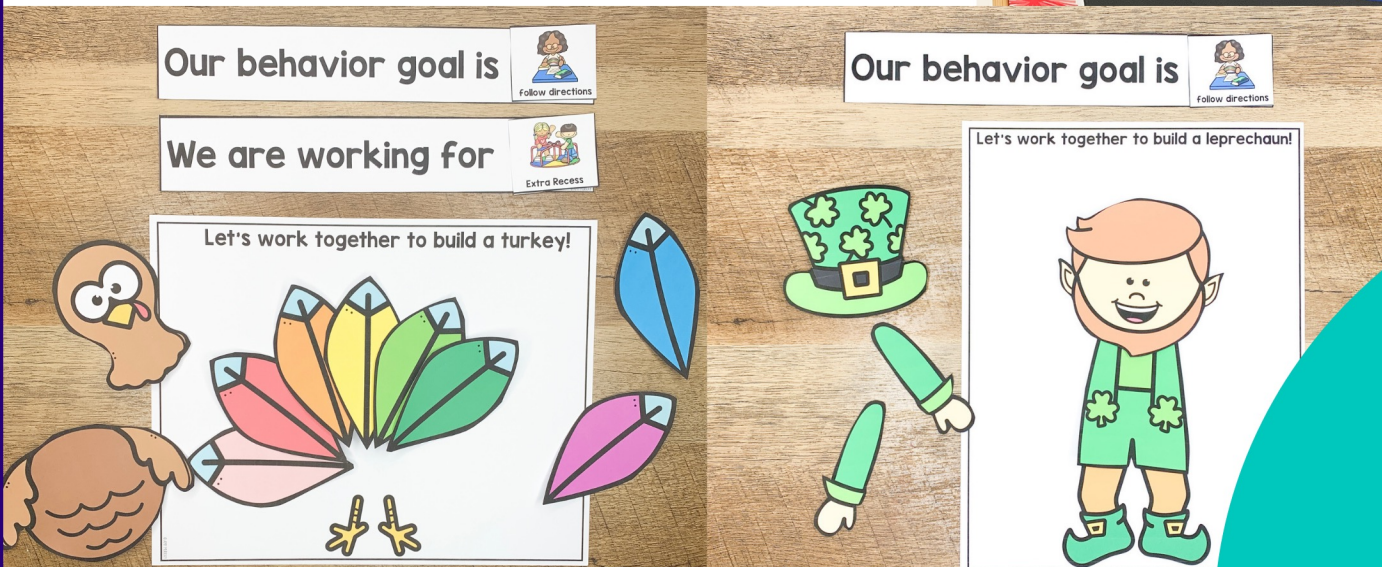 Our behavior goal is
follow directions
We are working for
Extra Recess
Let's work together to build a turkey!
Our behavior goal is
follow directions
Let's work together to build a leprechaun!